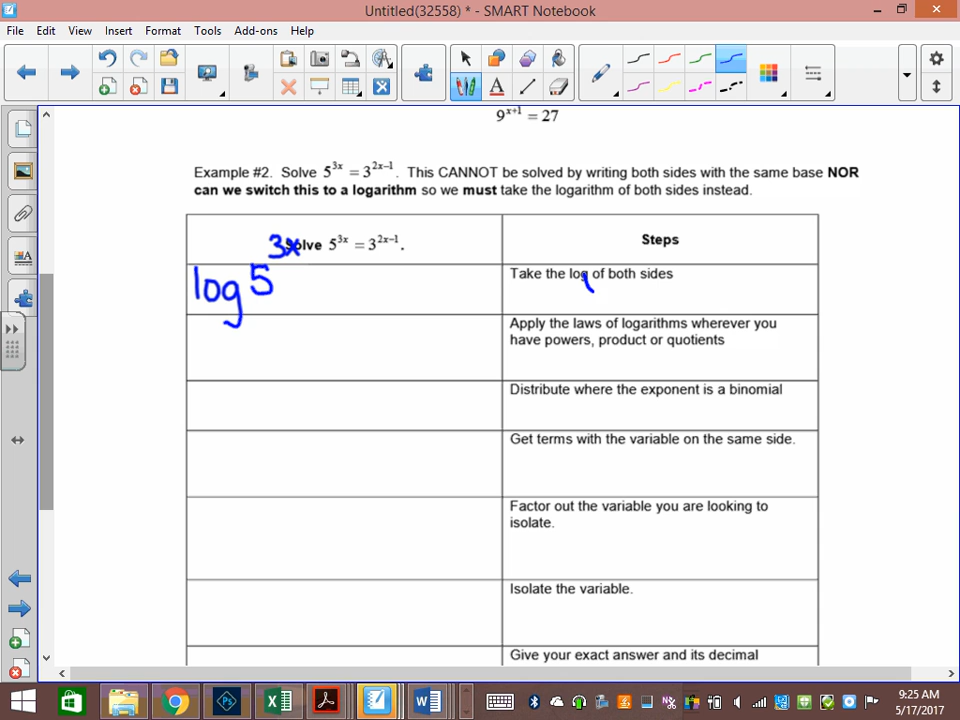 Untitled(32558) * - SMART Notebook
File Edit View Insert Format Tools Add-ons Help
9^{x+1} = 27
Example #2. Solve 5^{3x} = 3^{2x-1}. This CANNOT be solved by writing both sides with the same base NOR
can we switch this to a logarithm so we must take the logarithm of both sides instead.
Solve 5^{3x} = 3^{2x-1}.
Steps
log 5^{3x}
Take the log of both sides
Apply the laws of logarithms wherever you
have powers, product or quotients
Distribute where the exponent is a binomial
Get terms with the variable on the same side.
Factor out the variable you are looking to
isolate.
Isolate the variable.
Give your exact answer and its decimal
9:25 AM
5/17/2017